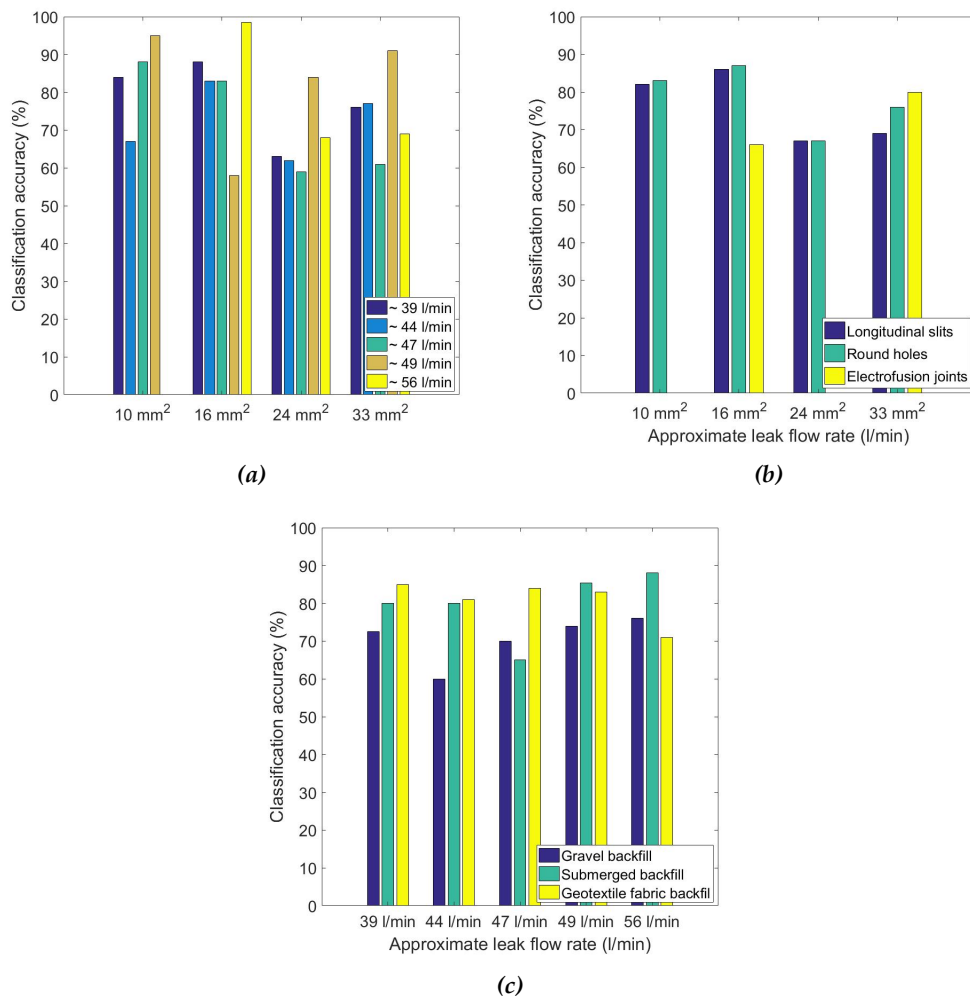 100
90
80
70
60
50
40
30
20
10
0
Classification accuracy (%)
~ 39 l/min
~ 44 l/min
~ 47 l/min
~ 49 l/min
~ 56 l/min
10 mm² 16 mm² 24 mm² 33 mm²
(a)
100
90
80
70
60
50
40
30
20
10
0
Classification accuracy (%)
Longitudinal slits
Round holes
Electrofusion joints
10 mm² 16 mm² 24 mm² 33 mm²
Approximate leak flow rate (l/min)
(b)
100
90
80
70
60
50
40
30
20
10
0
Classification accuracy (%)
Gravel backfill
Submerged backfill
Geotextile fabric backfil
39 l/min 44 l/min 47 l/min 49 l/min 56 l/min
Approximate leak flow rate (l/min)
(c)